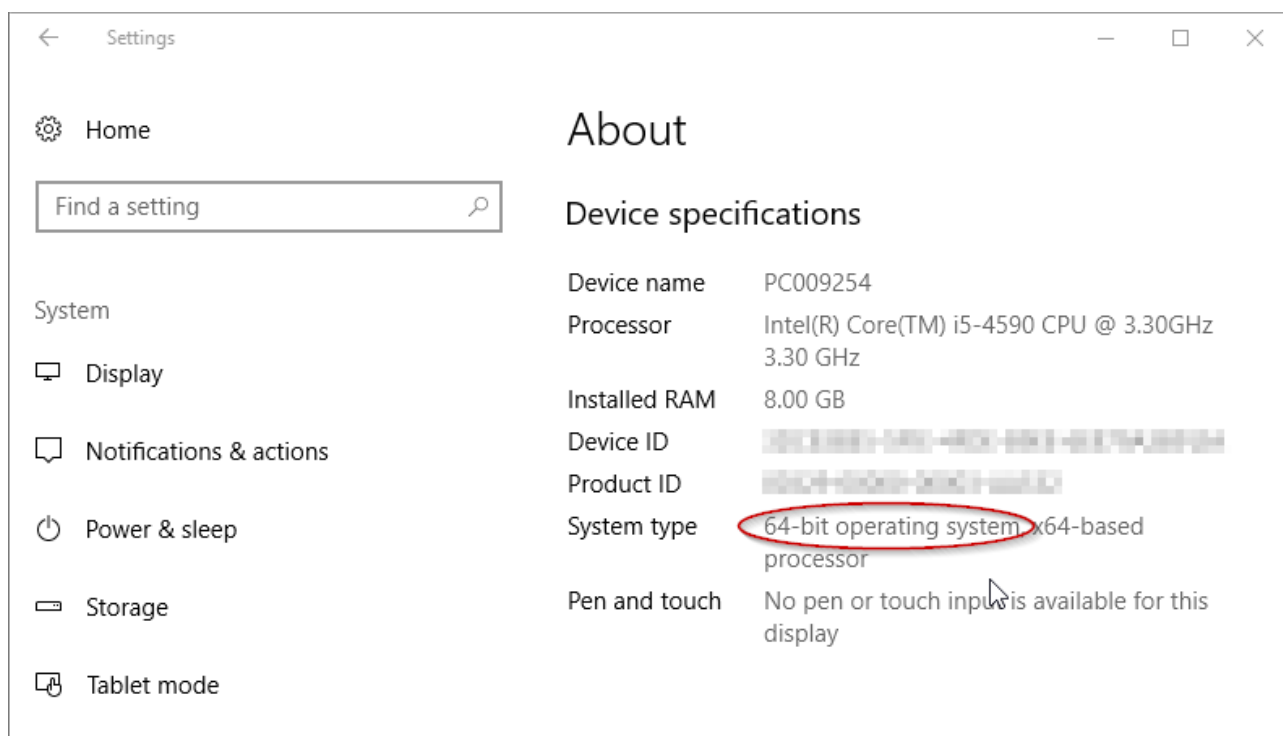 Settings
Home
Find a setting
System
Display
Notifications & actions
Power & sleep
Storage
Tablet mode
About
Device specifications
Device name PC009254
Processor Intel(R) Core(TM) i5-4590 CPU @ 3.30GHz
3.30 GHz
Installed RAM 8.00 GB
Device ID
Product ID
System type 64-bit operating system, x64-based
processor
Pen and touch No pen or touch input is available for this
display